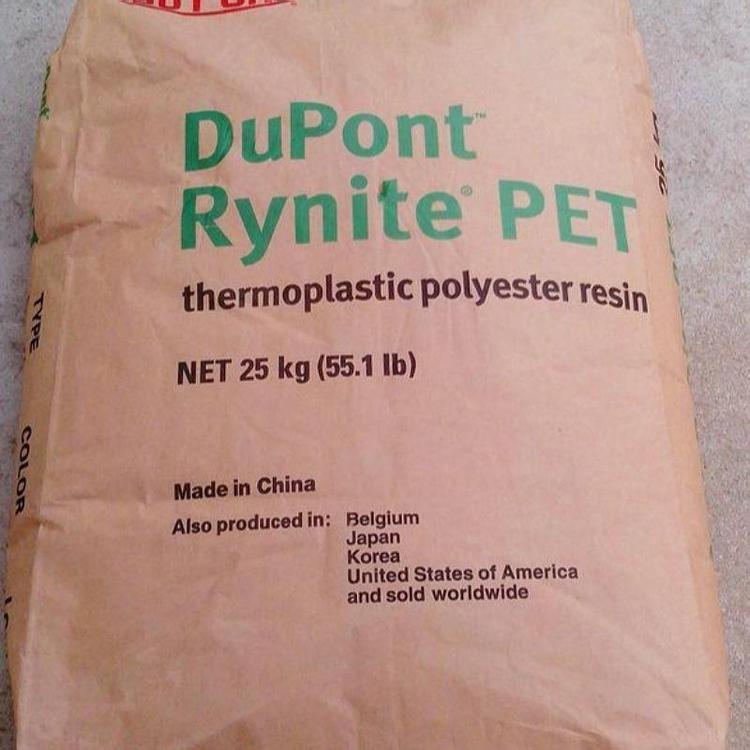 DuPont™
Rynite® PET
thermoplastic polyester resin
NET 25 kg (55.1 lb)
Made in China
Also produced in: Belgium
Japan
Korea
United States of America
and sold worldwide
TYPE
COLOR